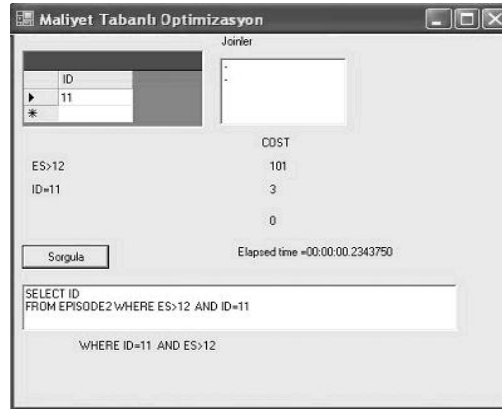 Maliyet Tabanlı Optimizasyon
Joinler
ID
11
-
-
COST
ES>12 101
ID=11 3
0
Sorgula
Elapsed time =00:00:00.2343750
SELECT ID
FROM EPISODE2 WHERE ES>12 AND ID=11
WHERE ID=11 AND ES>12